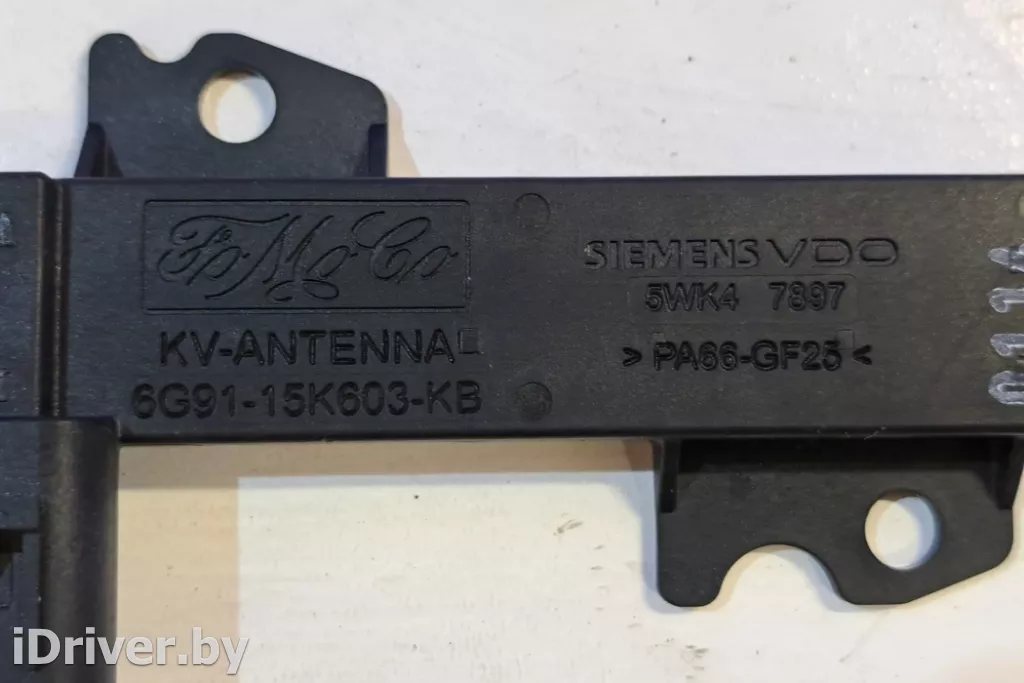 FoMoCo
KV-ANTENNA
6G91-15K603-KB
SIEMENS VDO
5WK4 7897
>PA66-GF25<
iDriver.by